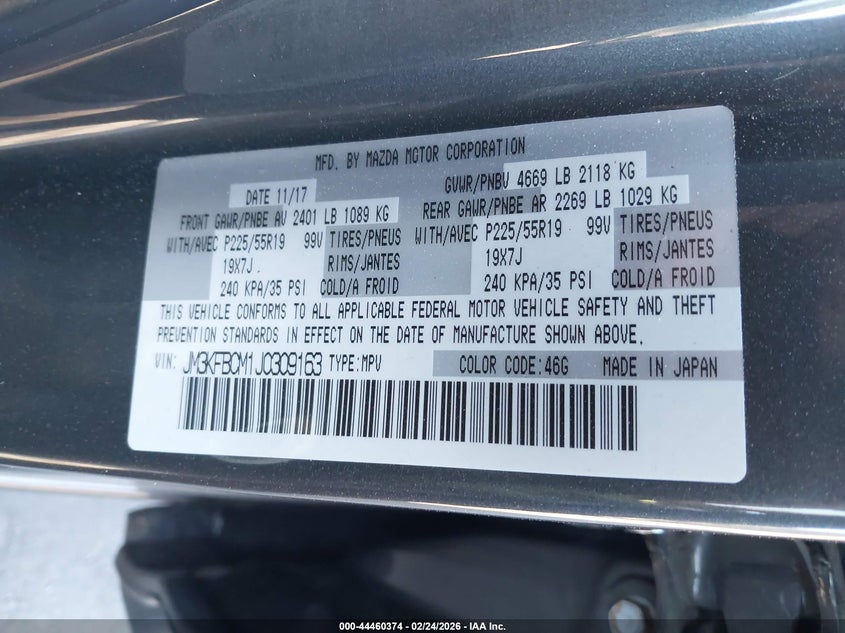 MFD. BY MAZDA MOTOR CORPORATION
DATE 11/17 GVWR/PNBV 4669 LB 2118 KG
FRONT GAWR/PNBE AV 2401 LB 1089 KG REAR GAWR/PNBE AR 2269 LB 1029 KG
WITH/AVEC P225/55R19 99V TIRES/PNEUS WITH/AVEC P225/55R19 99V TIRES/PNEUS
19X7J. RIMS/JANTES 19X7J RIMS/JANTES
240 KPA/35 PSI COLD/A FROID 240 KPA/35 PSI COLD/A FROID
THIS VEHICLE CONFORMS TO ALL APPLICABLE FEDERAL MOTOR VEHICLE SAFETY AND THEFT
PREVENTION STANDARDS IN EFFECT ON THE DATE OF MANUFACTURE SHOWN ABOVE.
VIN: JM3KFBCM1J0309163 TYPE:MPV COLOR CODE:46G MADE IN JAPAN
000-44460374 - 02/24/2026 - IAA Inc.